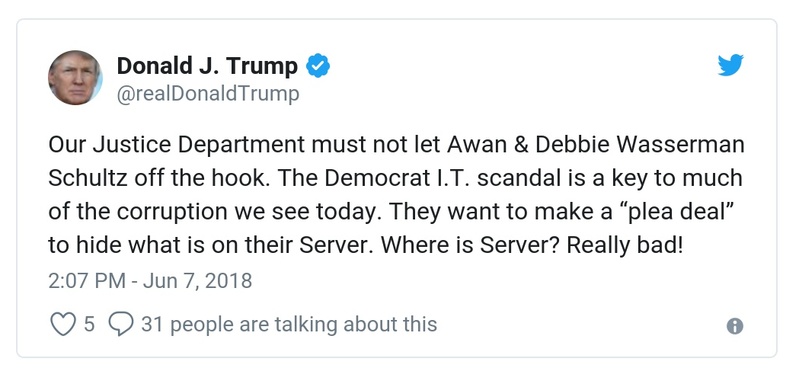 Donald J. Trump
@realDonaldTrump
Our Justice Department must not let Awan & Debbie Wasserman
Schultz off the hook. The Democrat I.T. scandal is a key to much
of the corruption we see today. They want to make a “plea deal”
to hide what is on their Server. Where is Server? Really bad!
2:07 PM - Jun 7, 2018
5 31 people are talking about this